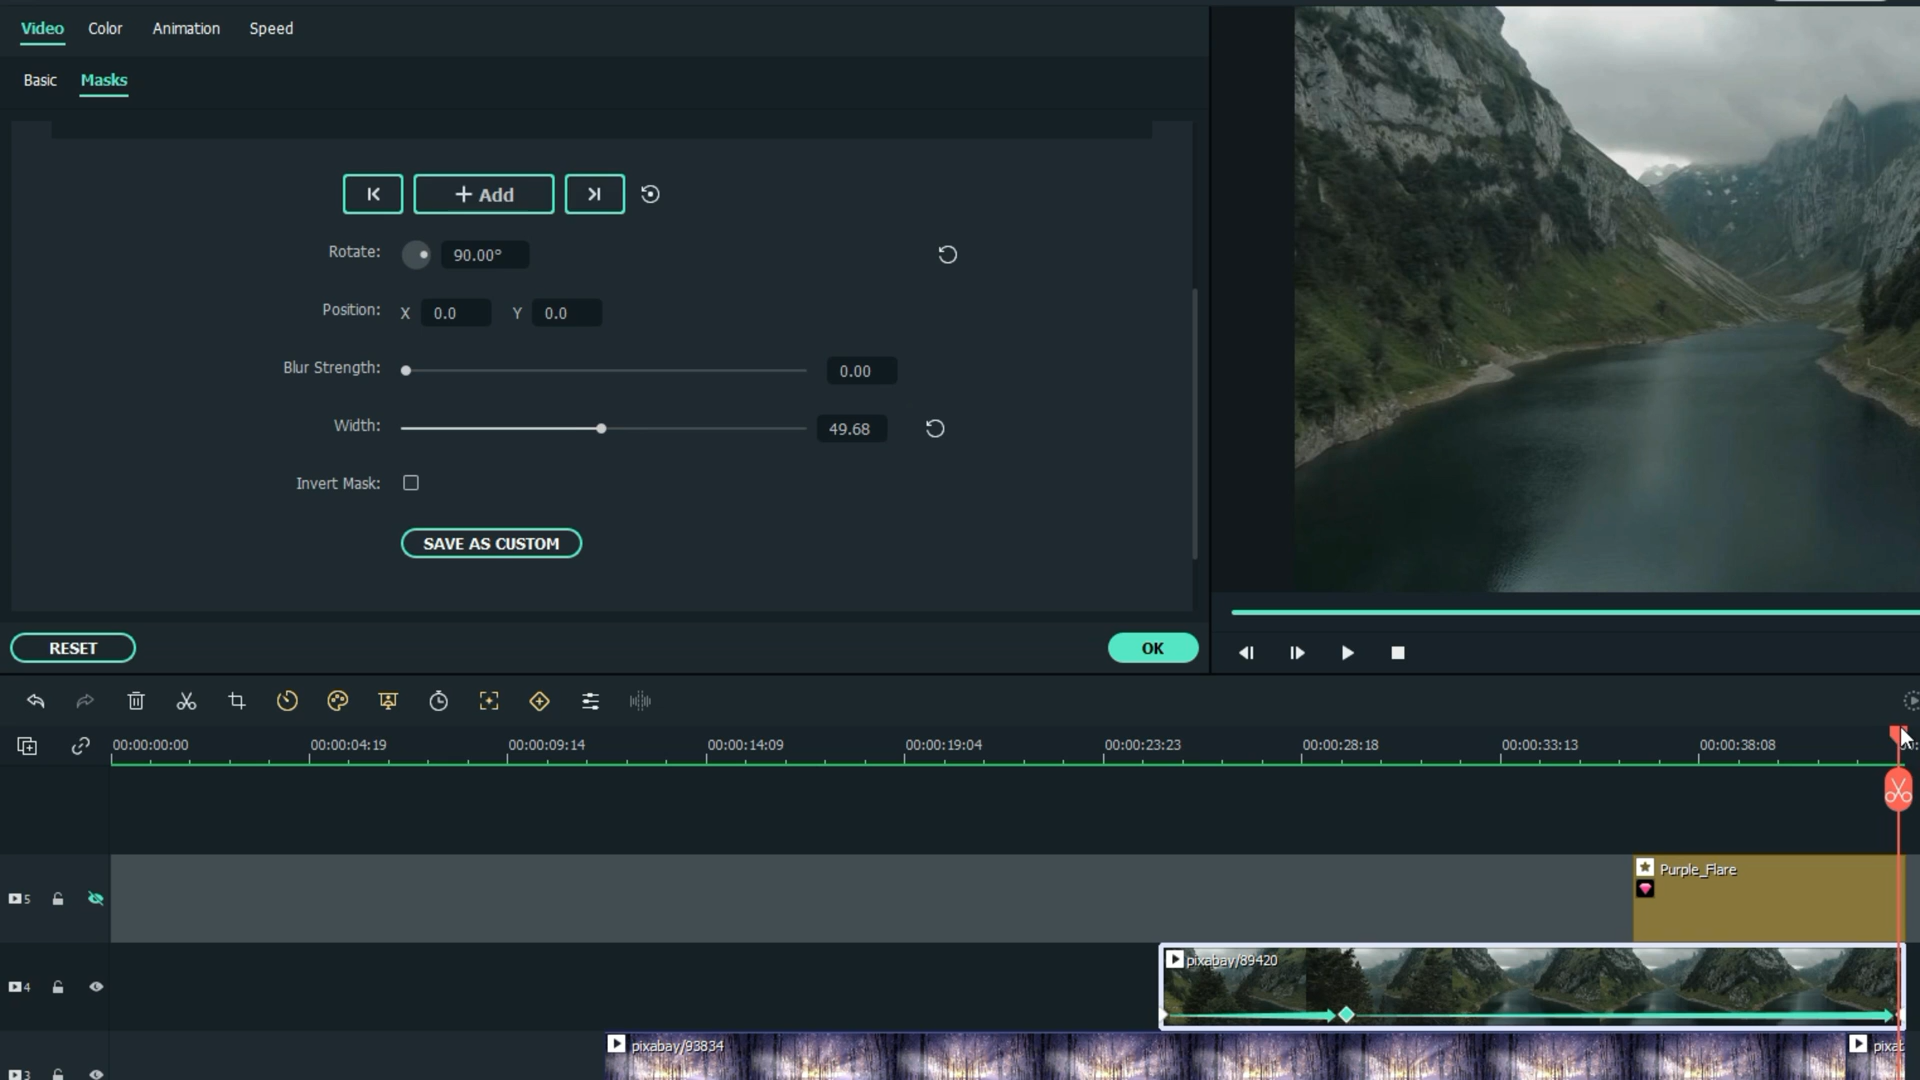 Video Color Animation Speed
Basic Masks
Add
Rotate: 90.00°
Position: X 0.0 Y 0.0
Blur Strength: 0.00
Width: 49.68
Invert Mask:
SAVE AS CUSTOM
RESET OK
00:00:00:00 00:00:04:19 00:00:09:14 00:00:14:09 00:00:19:04 00:00:23:23 00:00:28:18 00:00:33:13 00:00:38:08
5 Purple_Flare
4 pixabay/89420
3 pixabay/93834